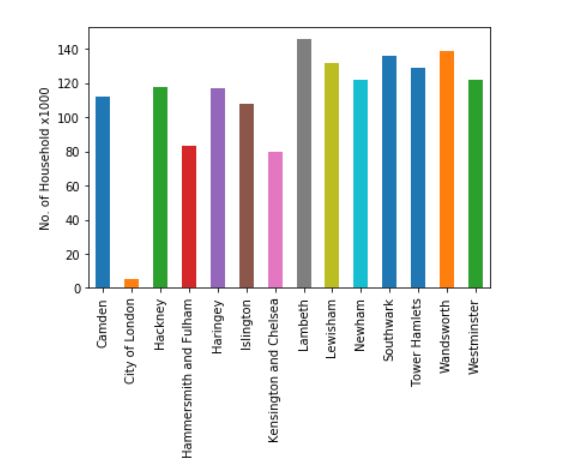 No. of Household x1000
140
120
100
80
60
40
20
0
Camden
City of London
Hackney
Hammersmith and Fulham
Haringey
Islington
Kensington and Chelsea
Lambeth
Lewisham
Newham
Southwark
Tower Hamlets
Wandsworth
Westminster